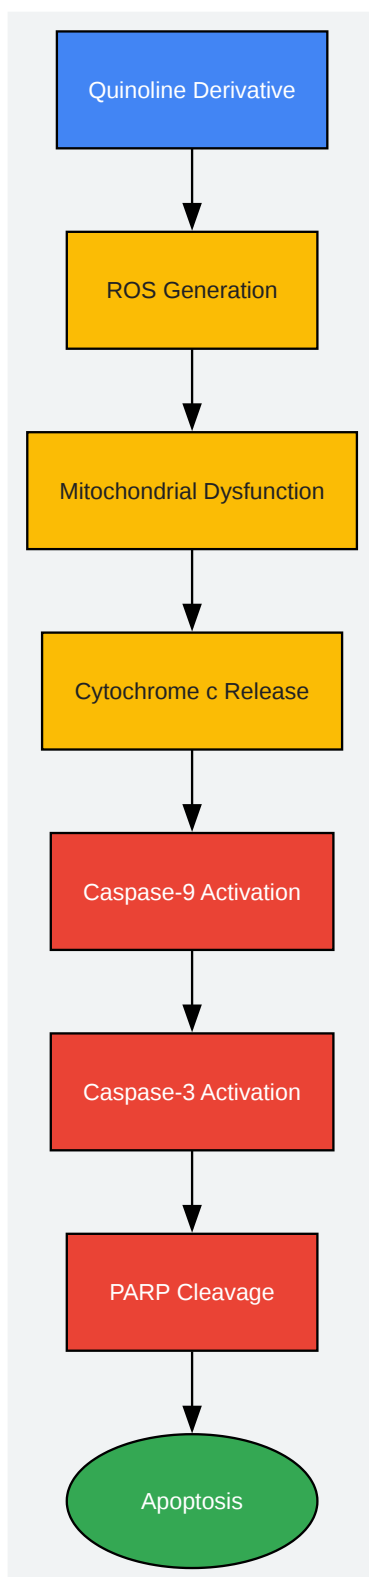 Quinoline Derivative
ROS Generation
Mitochondrial Dysfunction
Cytochrome c Release
Caspase-9 Activation
Caspase-3 Activation
PARP Cleavage
Apoptosis